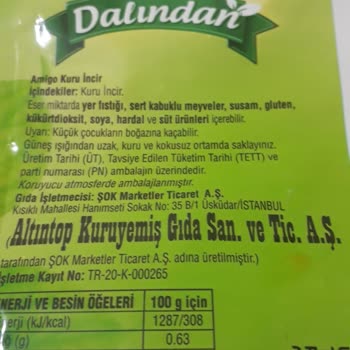 Dalından
Amigo Kuru İncir
İçindekiler: Kuru İncir.
Eser miktarda yer fıstığı, sert kabuklu meyveler, susam, gluten,
kükürtdioksit, soya, hardal ve süt ürünleri içerebilir.
Uyarı: Küçük çocukların boğazına kaçabilir.
Güneş ışığından uzak, kuru ve kokusuz ortamda saklayınız.
Üretim Tarihi (ÜT), Tavsiye Edilen Tüketim Tarihi (TETT) ve
parti numarası (PN) ambalajın üzerindedir.
Koruyucu atmosferde ambalajlanmıştır.
Gıda İşletmecisi: ŞOK Marketler Ticaret A.Ş.
Kısıklı Mahallesi Hanımseti Sokak No: 35 B/1 Üsküdar/İSTANBUL
(Altıntop Kuruyemiş Gıda San. ve Tic. A.Ş.
tarafından ŞOK Marketler Ticaret A.Ş. adına üretilmiştir.)
İşletme Kayıt No: TR-20-K-000265
ENERJİ VE BESİN ÖĞELERİ 100 g için
Enerji (kJ/kcal) 1287/308
(g) 0.63